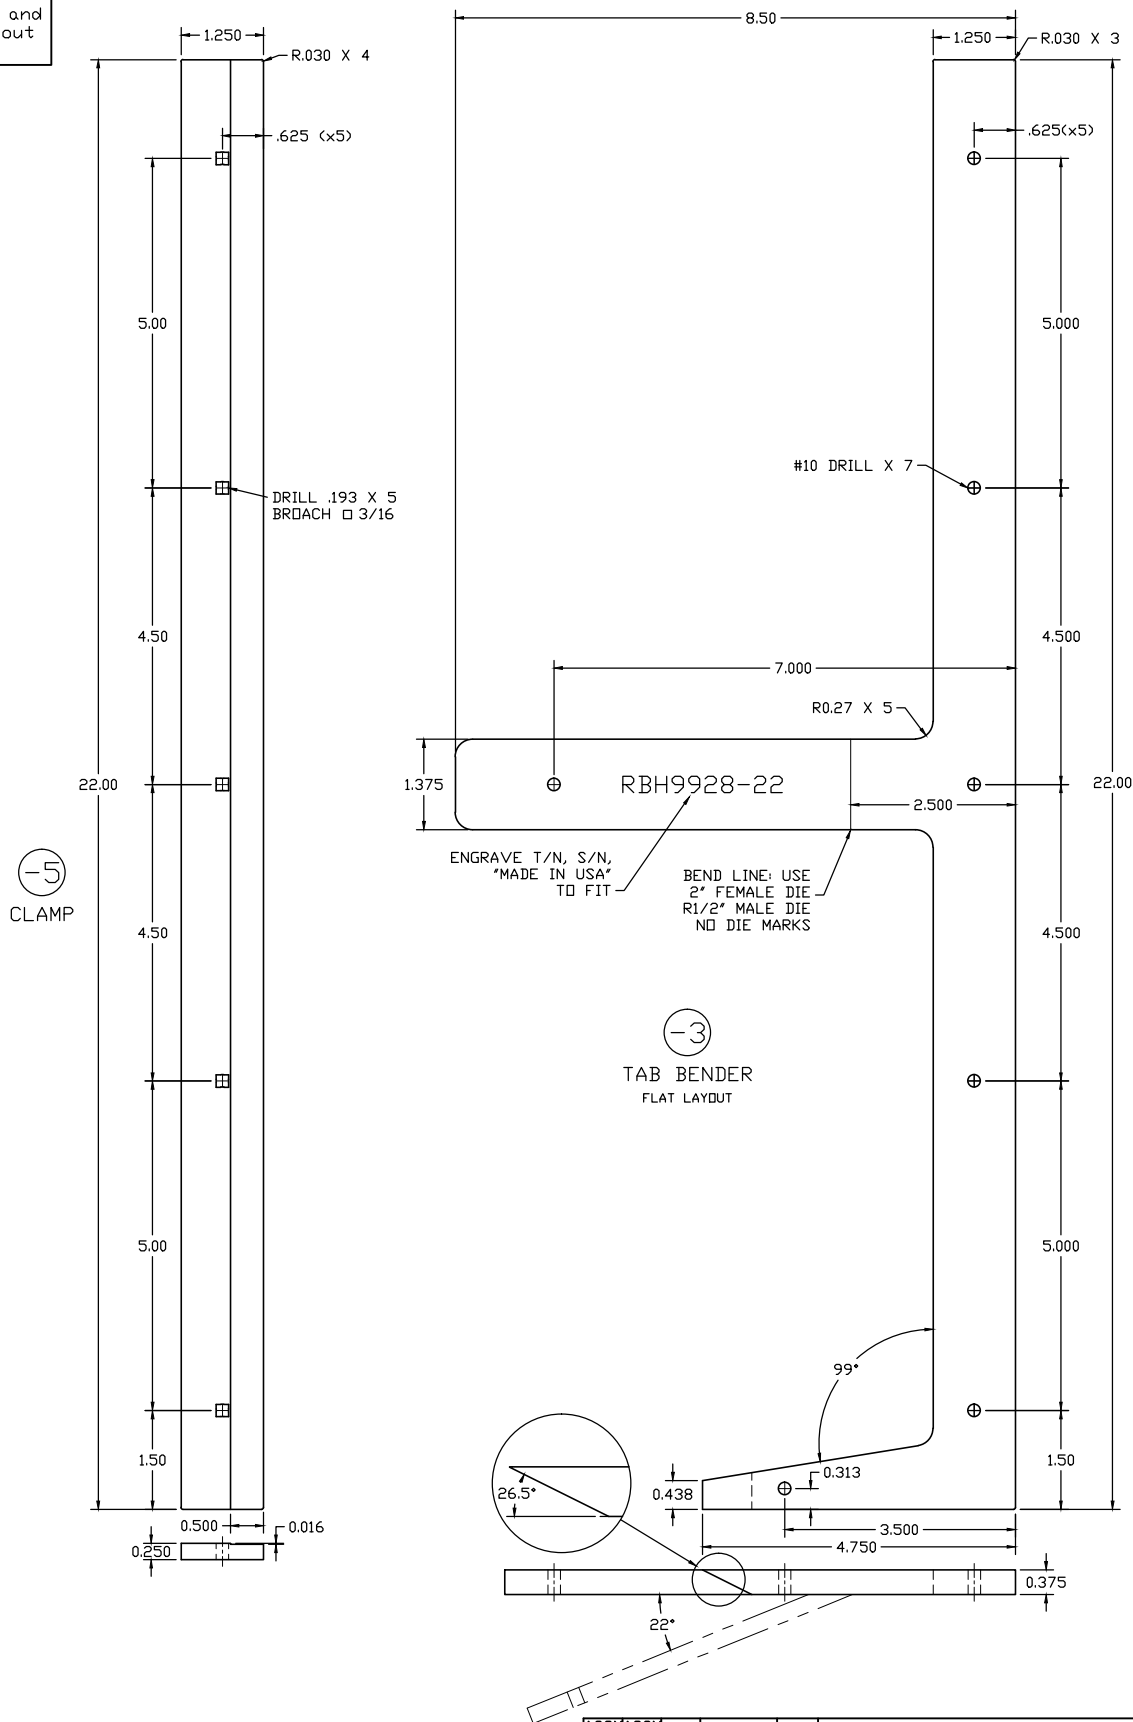 and
out
1.250
R.030 X 4
.625 (x5)
5.00
DRILL .193 X 5
BROACH □ 3/16
4.50
22.00
4.50
5.00
1.50
-5
CLAMP
0.500
0.016
0.250
8.50
1.250
R.030 X 3
.625(x5)
5.000
#10 DRILL X 7
4.500
7.000
R0.27 X 5
1.375
RBH9928-22
22.00
2.500
ENGRAVE T/N, S/N,
"MADE IN USA"
TO FIT
BEND LINE: USE
2" FEMALE DIE
R1/2" MALE DIE
NO DIE MARKS
4.500
-3
TAB BENDER
FLAT LAYOUT
5.000
99°
1.50
0.313
0.438
26.5°
3.500
4.750
0.375
22°